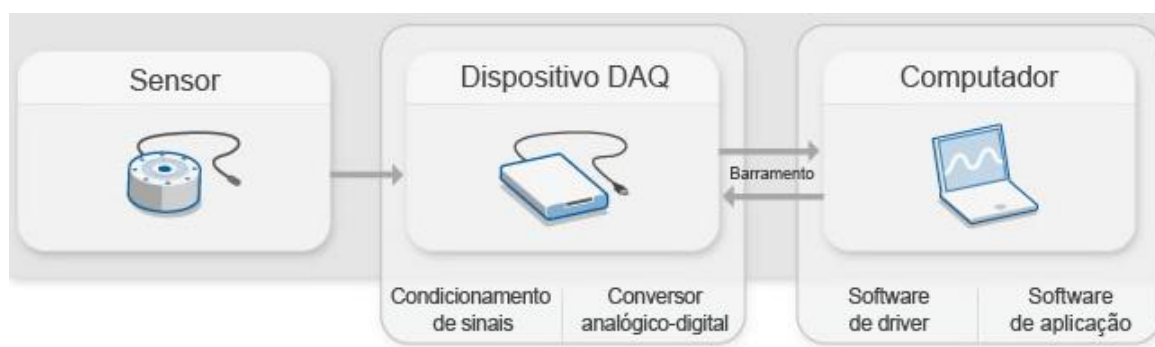 Sensor
Dispositivo DAQ
Computador
Barramento
Condicionamento
de sinais
Conversor
analógico-digital
Software
de driver
Software
de aplicação